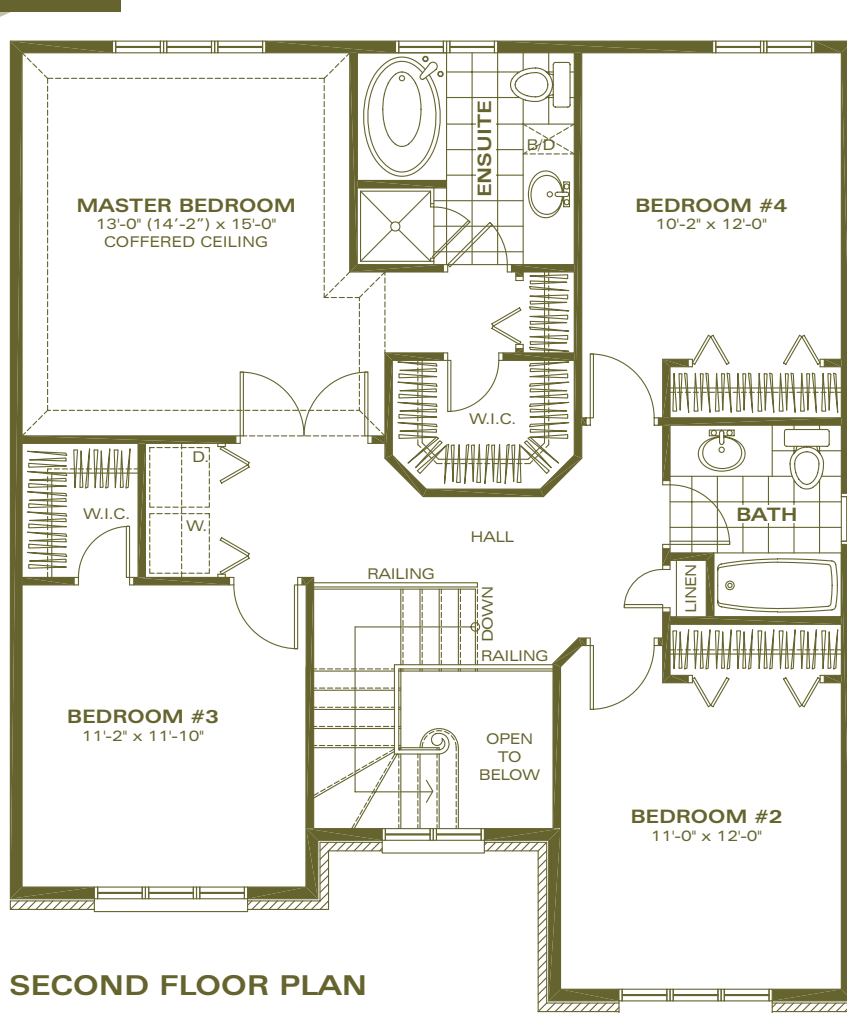 MASTER BEDROOM
13'-0" (14′-2″) x 15'-0"
COFFERED CEILING
ENSUITE
B/D
BEDROOM #4
10'-2" x 12'-0"
W.I.C.
D.
W.I.C.
W.
HALL
BATH
RAILING
DOWN
LINEN
RAILING
BEDROOM #3
11'-2" x 11'-10"
OPEN
TO
BELOW
BEDROOM #2
11'-0" x 12'-0"
SECOND FLOOR PLAN